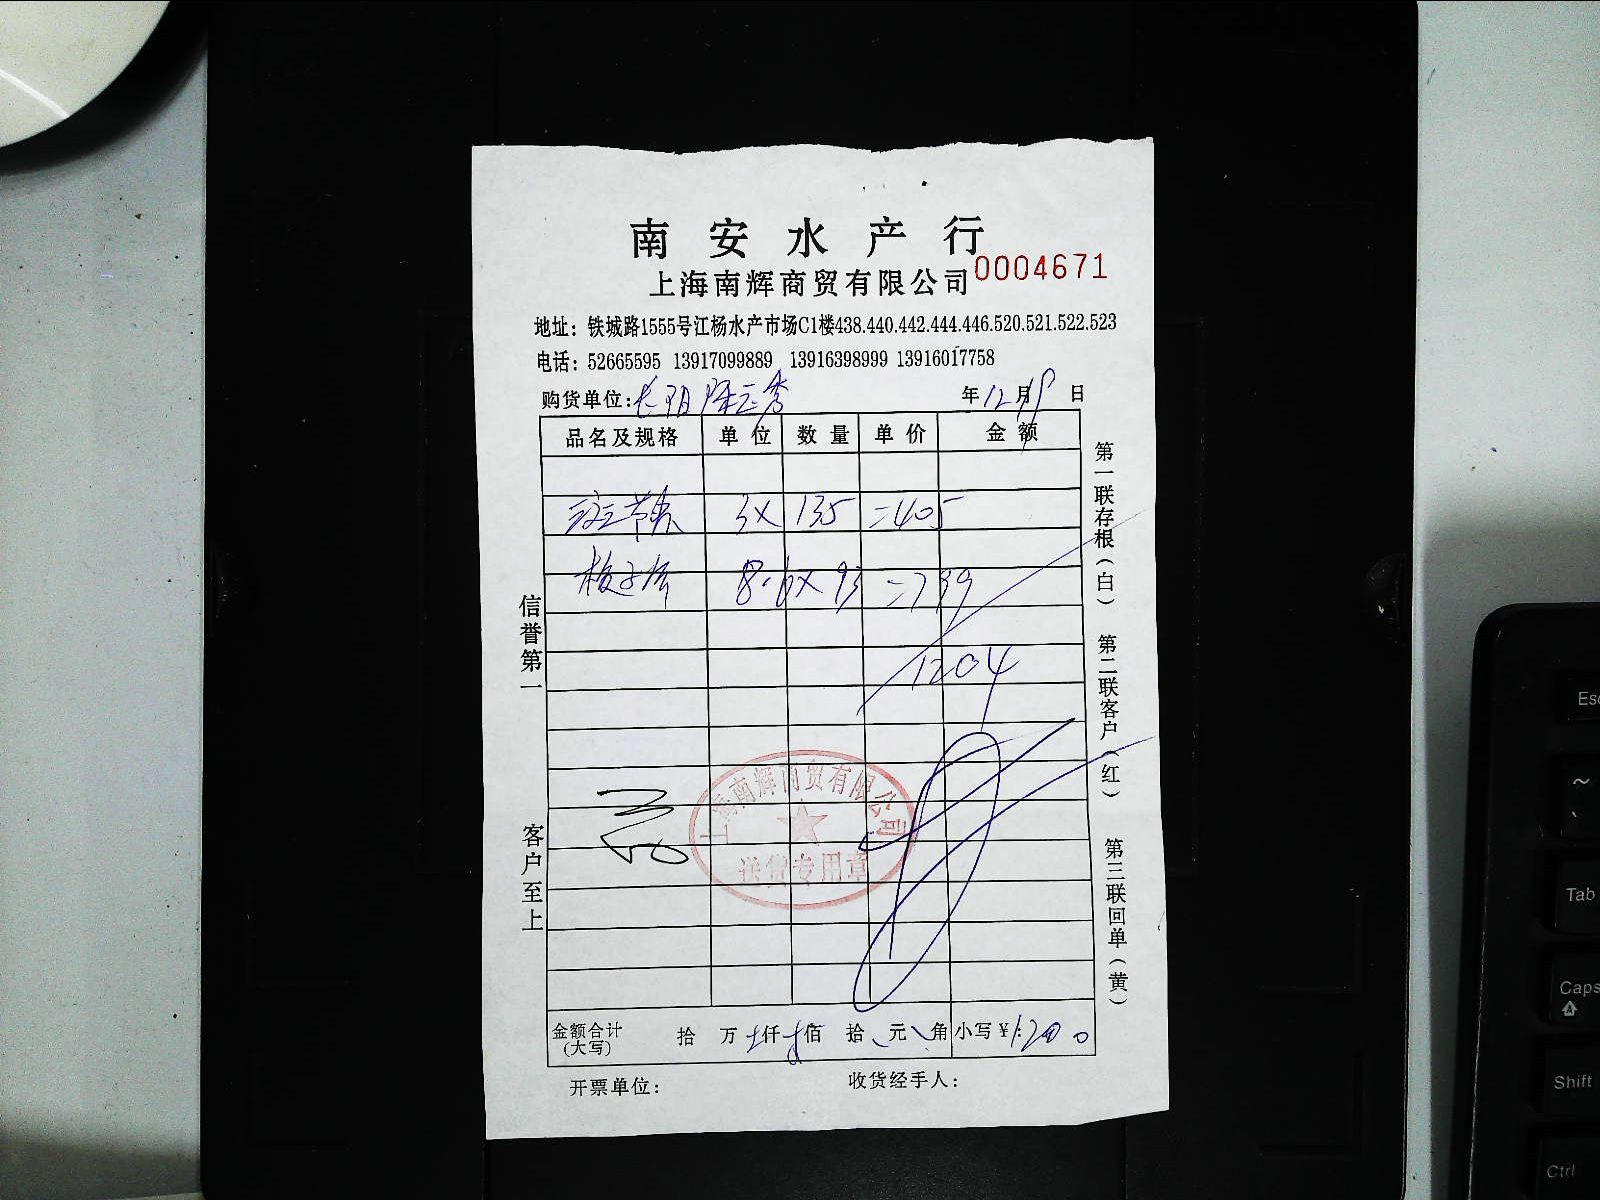 南安水产行
上海南辉商贸有限公司 0004671
地址：铁城路1555号江杨水产市场C1楼438.440.442.444.446.520.521.522.523
电话：52665595 13917099889 13916398999 13916017758
购货单位： 年12月19日
品名及规格 单位 数量 单价 金额
3× 135 =405
8.6× 93 =799
1204
上海南辉商贸有限公司
送货专用章
金额合计(大写) 拾 万 仟 佰 拾 元 角 小写￥1200
开票单位： 收货经手人：
信誉第一
客户至上
第一联存根（白）
第二联客户（红）
第三联回单（黄）
Esc
~
Tab
Caps
Shift
Ctrl